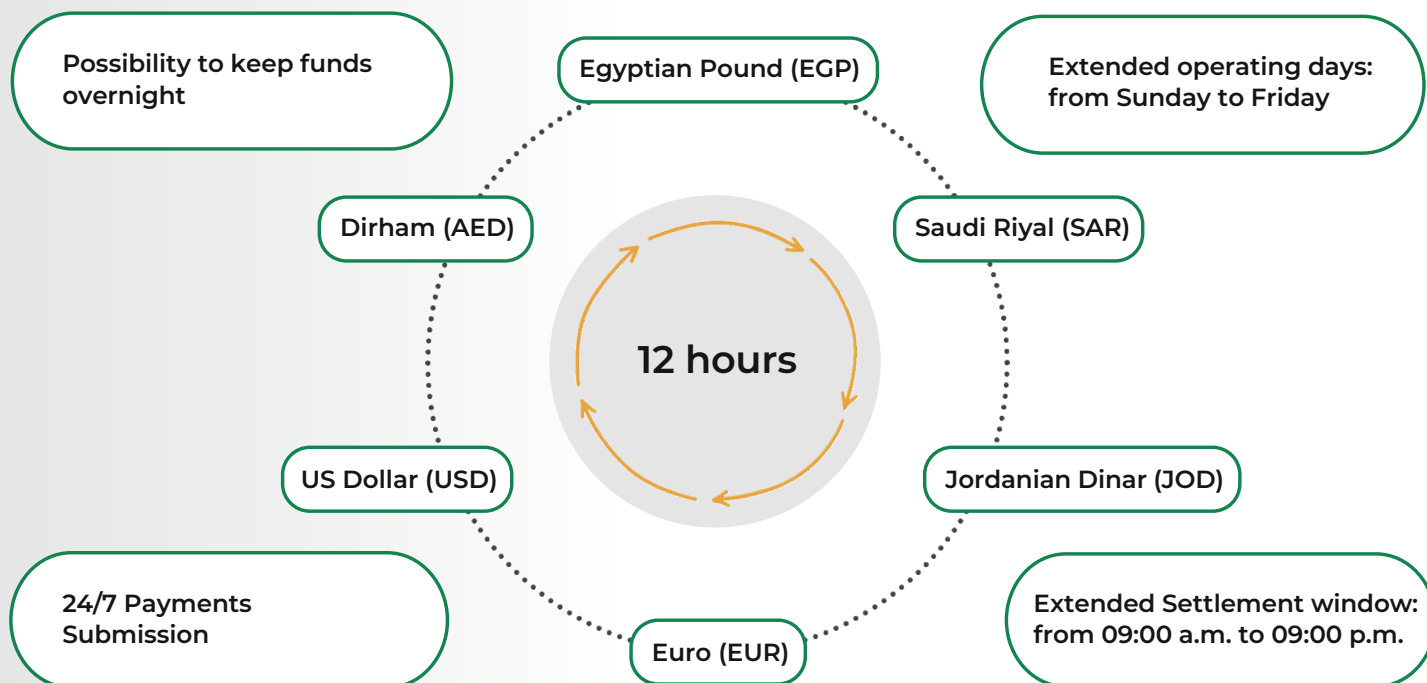 Possibility to keep funds
overnight
Egyptian Pound (EGP)
Extended operating days:
from Sunday to Friday
Dirham (AED)
Saudi Riyal (SAR)
12 hours
US Dollar (USD)
Jordanian Dinar (JOD)
24/7 Payments
Submission
Euro (EUR)
Extended Settlement window:
from 09:00 a.m. to 09:00 p.m.